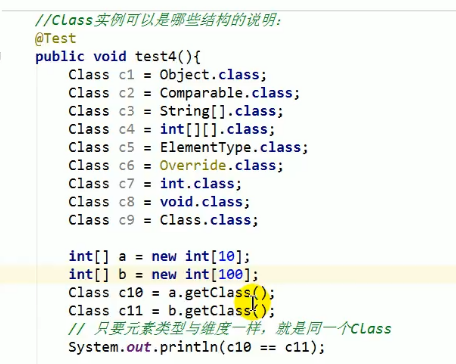 //Class实例可以是哪些结构的说明：
@Test
public void test4(){
Class c1 = Object.class;
Class c2 = Comparable.class;
Class c3 = String[].class;
Class c4 = int[][].class;
Class c5 = ElementType.class;
Class c6 = Override.class;
Class c7 = int.class;
Class c8 = void.class;
Class c9 = Class.class;
int[] a = new int[10];
int[] b = new int[100];
Class c10 = a.getClass();
Class c11 = b.getClass();
// 只要元素类型与维度一样，就是同一个Class
System.out.println(c10 == c11);